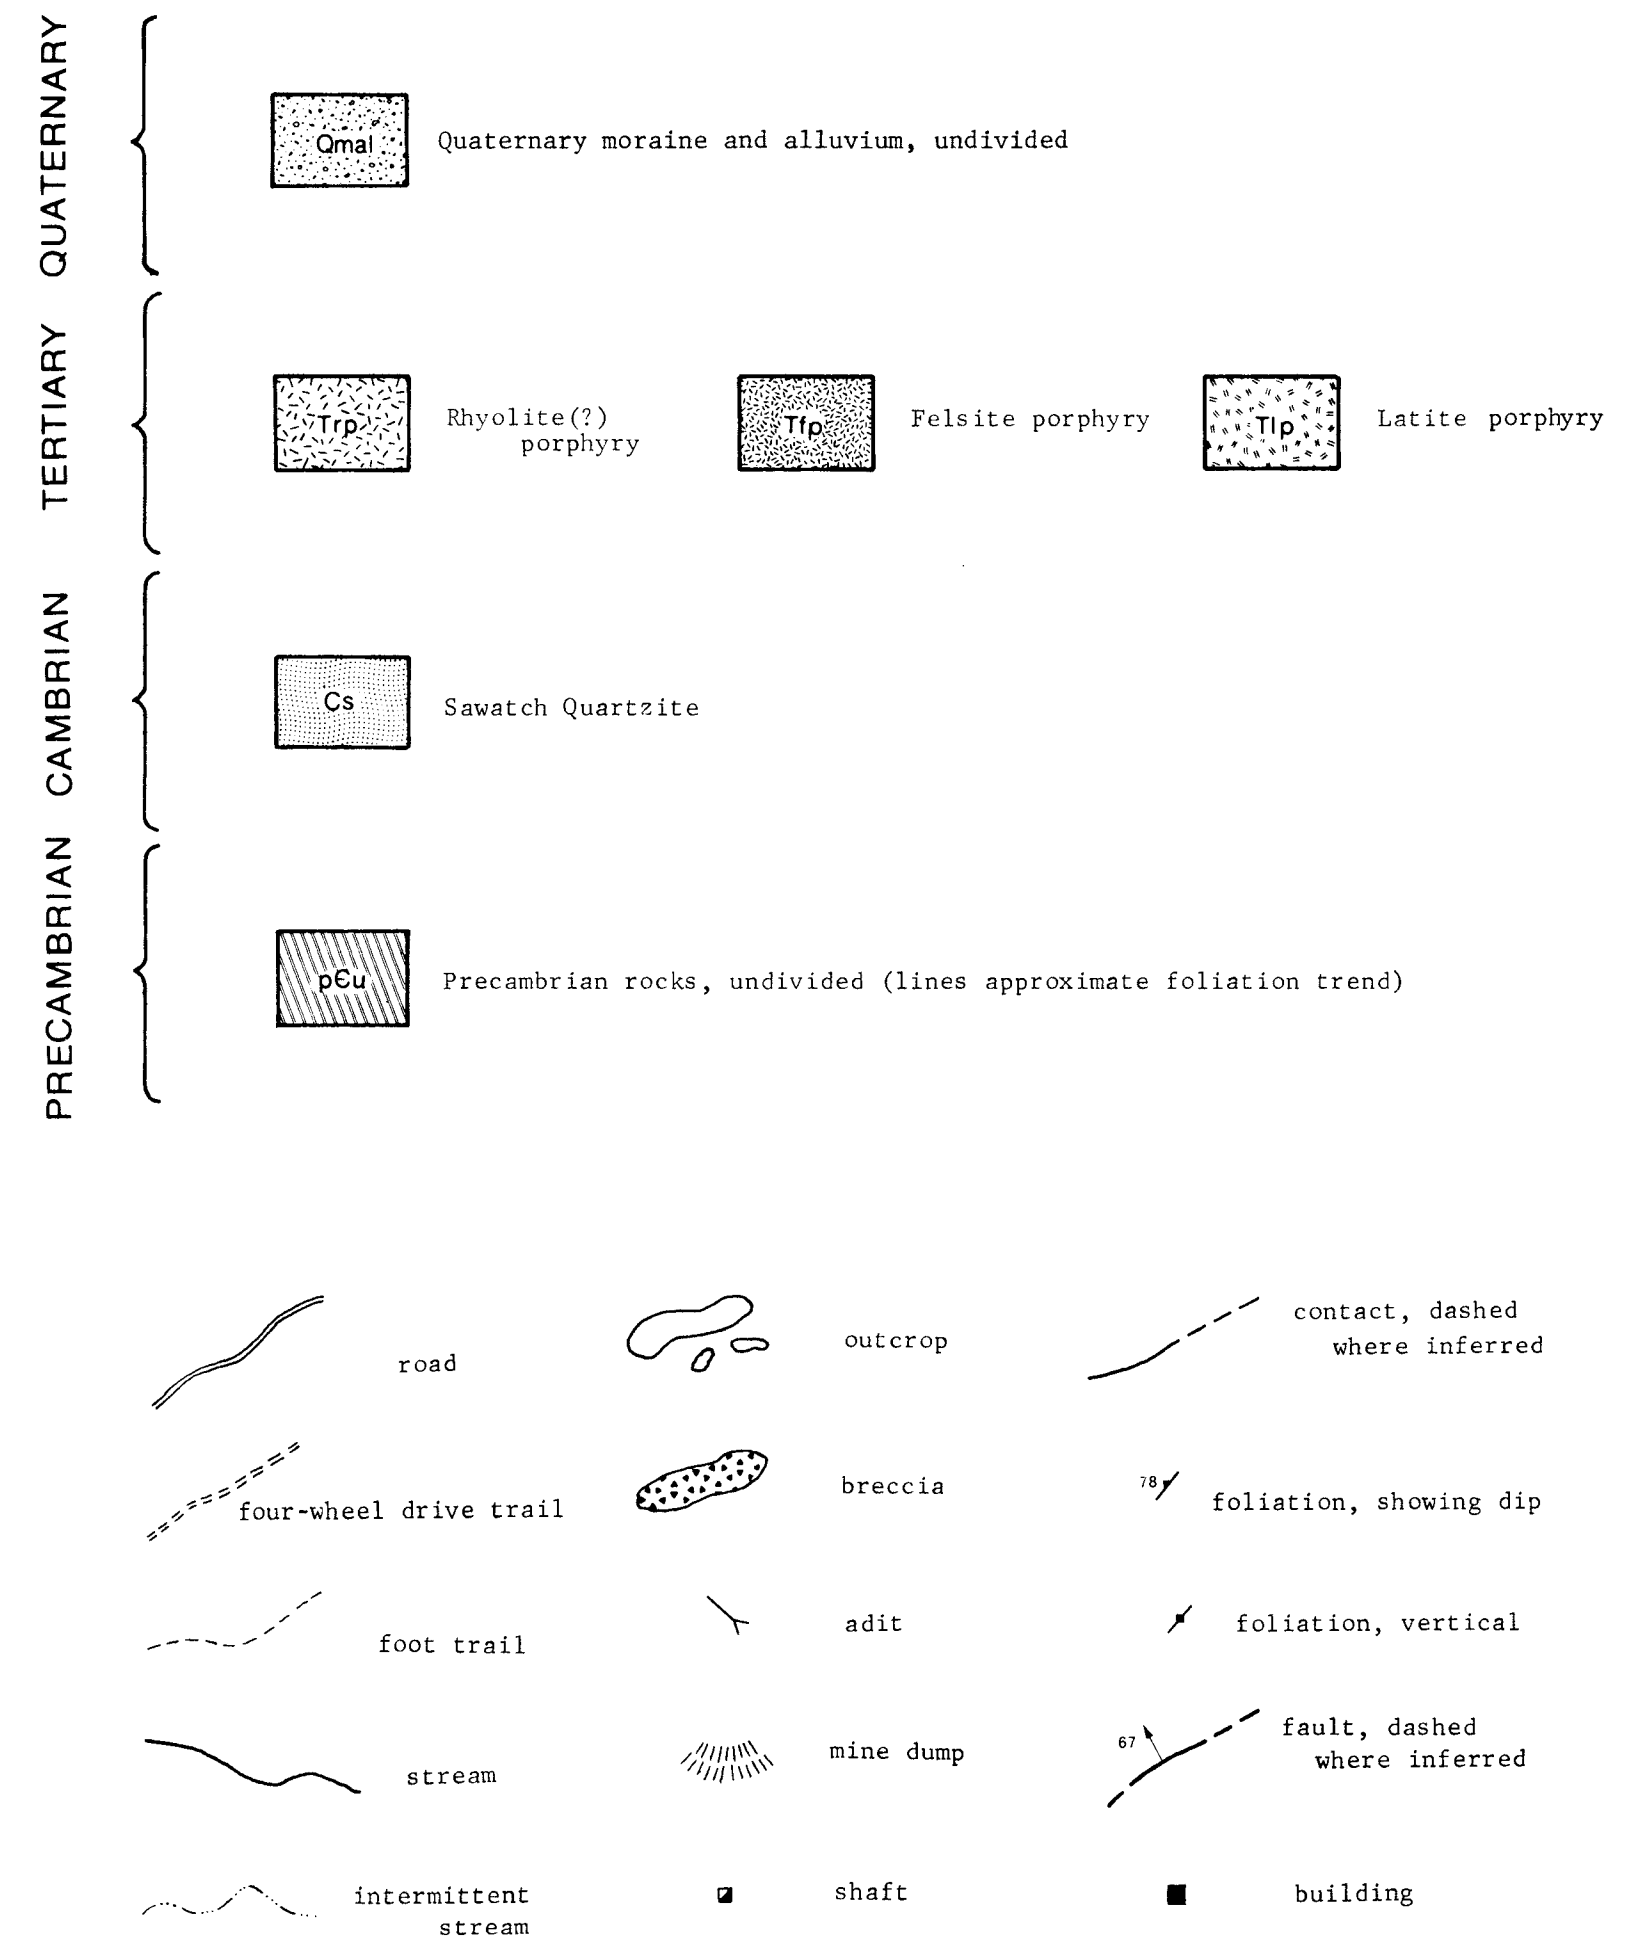 QUATERNARY
Qmal
Quaternary moraine and alluvium, undivided
TERTIARY
Trp
Rhyolite(?)
porphyry
Tfp
Felsite porphyry
Tlp
Latite porphyry
CAMBRIAN
Cs
Sawatch Quartzite
PRECAMBRIAN
pЄu
Precambrian rocks, undivided (lines approximate foliation trend)
road
outcrop
contact, dashed
where inferred
four-wheel drive trail
breccia
78
foliation, showing dip
foot trail
adit
foliation, vertical
stream
mine dump
67
fault, dashed
where inferred
intermittent
stream
shaft
building